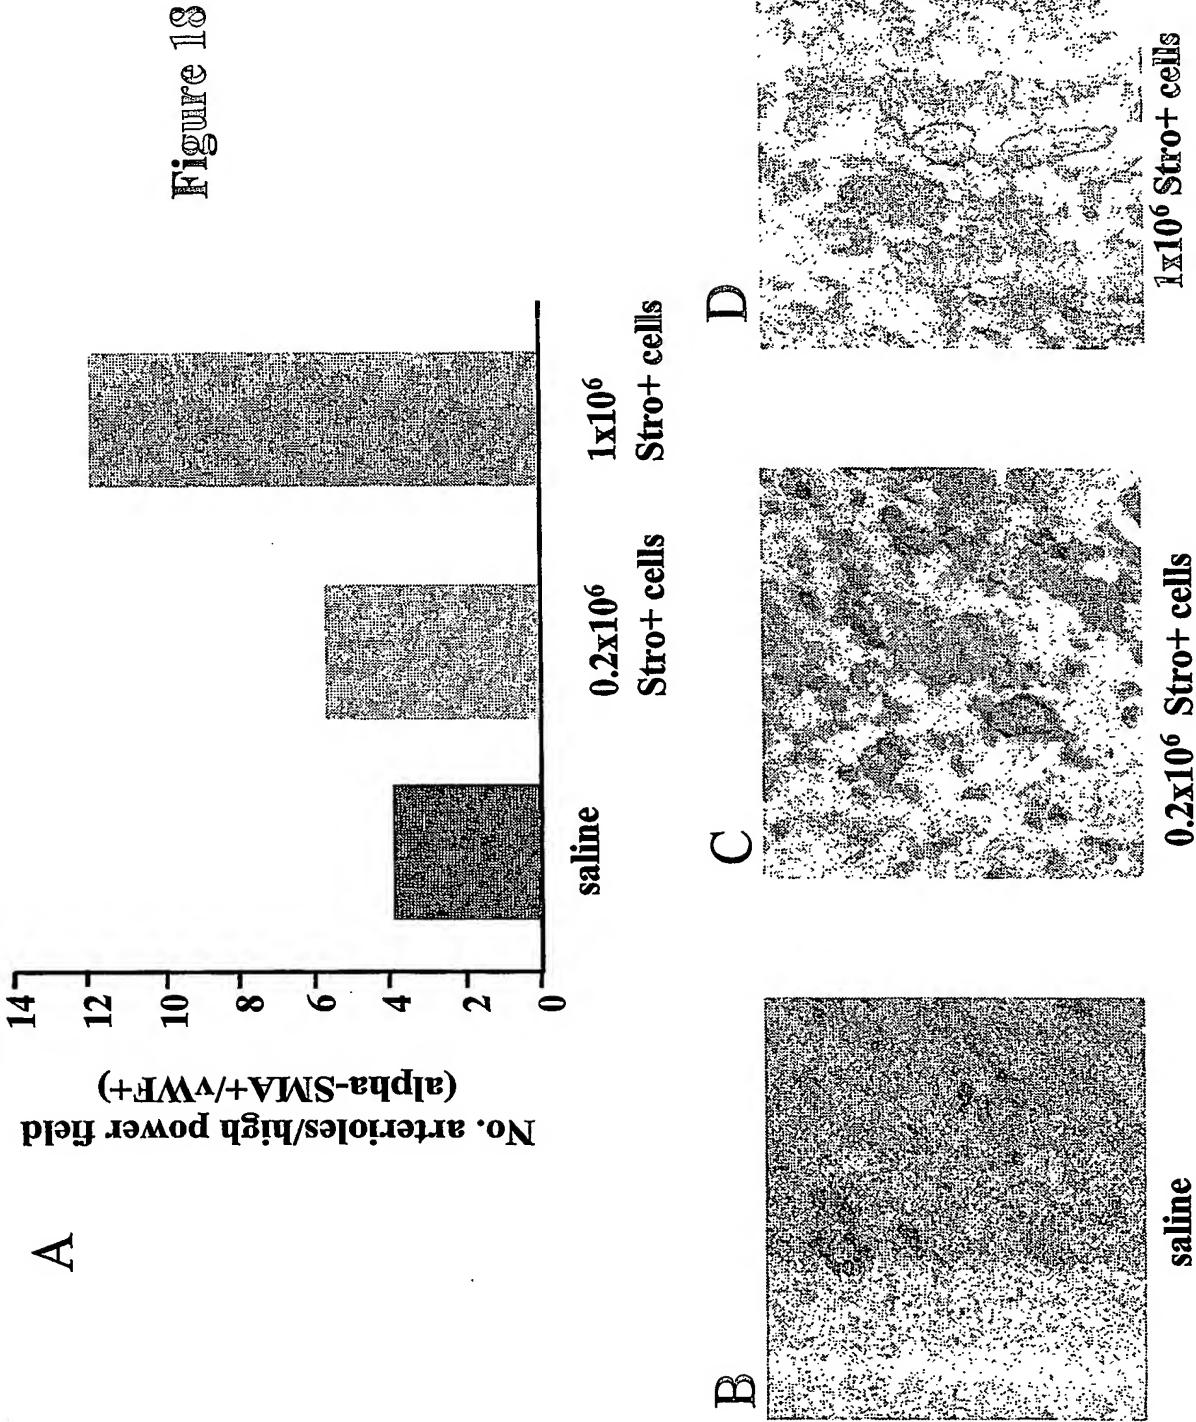 Figure 18
A
No. arterioles/high power field
(alpha-SMA+/vWF+)
14
12
10
8
6
4
2
0
saline
0.2x10⁶
Stro+ cells
1x10⁶
Stro+ cells
B
saline
C
0.2x10⁶ Stro+ cells
D
1x10⁶ Stro+ cells